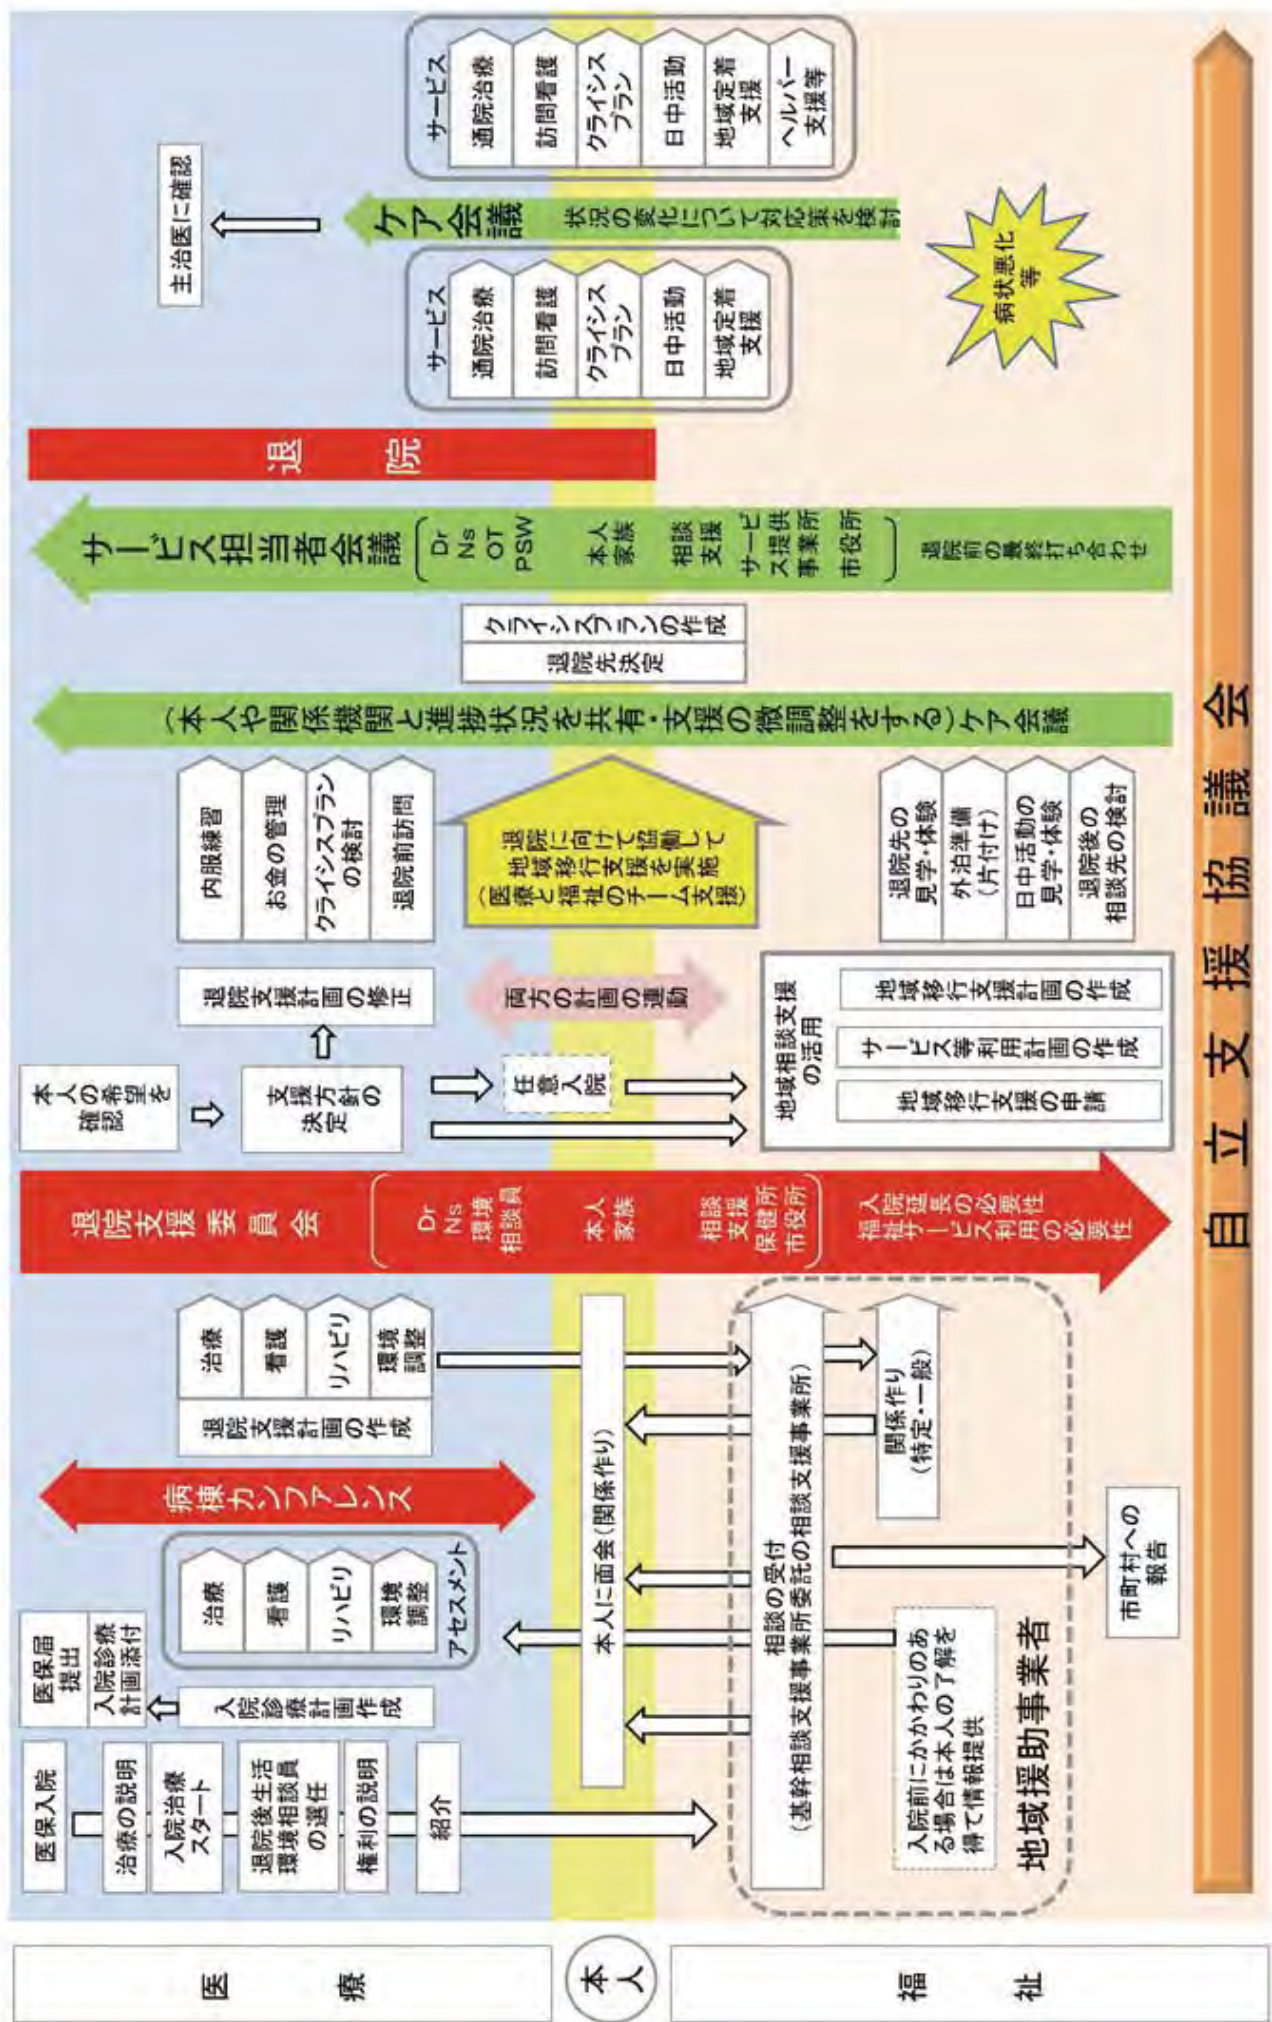 医療
本人
福祉
医保入院
治療の説明
入院治療
スタート
退院後生活
環境相談員
の選任
権利の説明
紹介
医保届
提出
入院診療
計画添付
入院診療計画作成
治療
看護
リハビリ
環境
調整
アセスメント
病棟カンファレンス
退院支援計画の作成
治療
看護
リハビリ
環境
調整
本人に面会(関係作り)
相談の受付
(基幹相談支援事業所委託の相談支援事業所)
入院前にかかわりのあ
る場合は本人の了解を
得て情報提供
地域援助事業者
関係作り
(特定・一般)
市町村への
報告
退院支援委員会
Dr
Ns
環境
相談員
本人
家族
相談
支援
保健所
市役所
入院延長の必要性
福祉サービス利用の必要性
本人の希望を
確認
支援方針の
決定
退院支援計画の修正
任意
入院
両方の計画の連動
地域相談支援
の活用
地域移行支援の申請
サービス等利用計画の作成
地域移行支援計画の作成
内服練習
お金の管理
クライシスプラン
の検討
退院前訪問
退院に向けて協働して
地域移行支援を実施
(医療と福祉のチーム支援)
退院先の
見学・体験
外泊準備
(片付け)
日中活動の
見学・体験
退院後の
相談先の検討
(本人や関係機関と進捗状況を共有・支援の微調整をする)ケア会議
退院先決定
クライシスプランの作成
サービス担当者会議
Dr
Ns
OT
PSW
本人
家族
相談
支援
サービ
ス提供
事業所
市役所
退院前の最終打ち合わせ
退院
サービス
通院治療
訪問看護
クライシス
プラン
日中活動
地域定着
支援
主治医に確認
ケア会議
状況の変化について対応策を検討
病状悪化
等
サービス
通院治療
訪問看護
クライシス
プラン
日中活動
地域定着
支援
ヘルパー
支援等
自立支援協議会